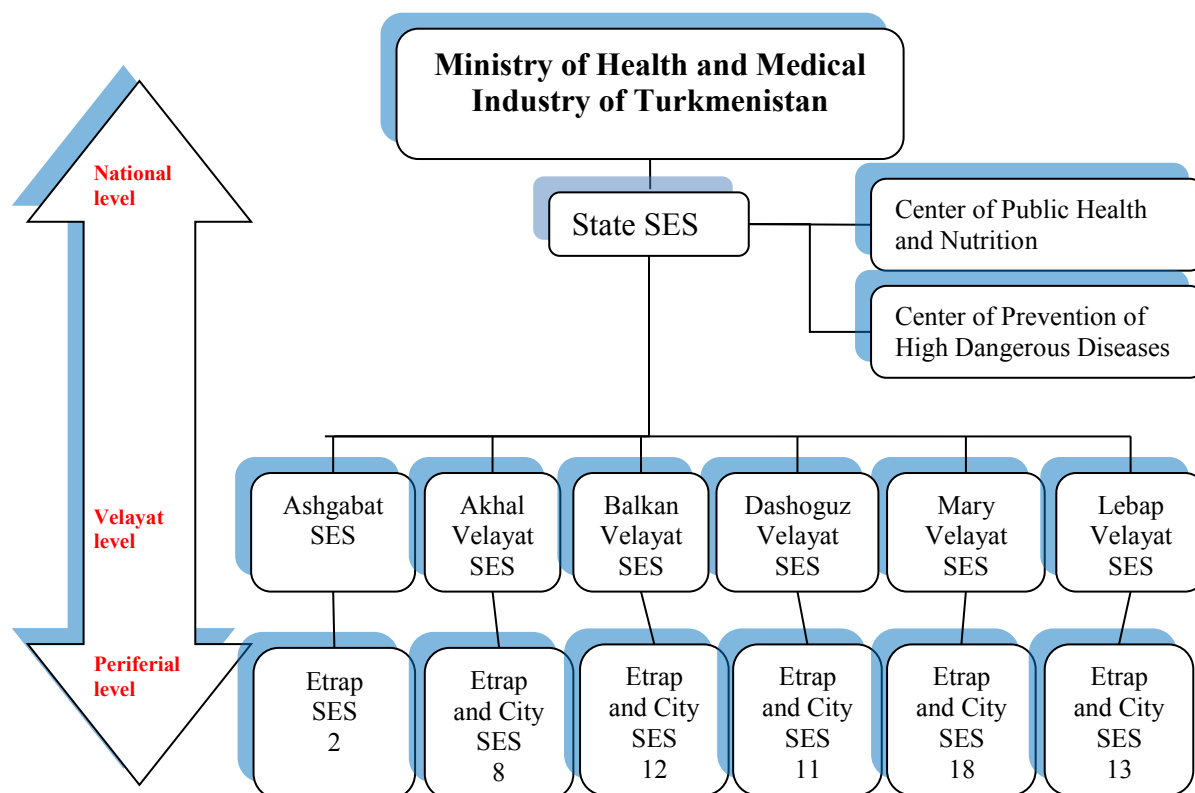 Ministry of Health and Medical
Industry of Turkmenistan
National
level
State SES
Center of Public Health
and Nutrition
Center of Prevention of
High Dangerous Diseases
Velayat
level
Ashgabat
SES
Akhal
Velayat
SES
Balkan
Velayat
SES
Dashoguz
Velayat
SES
Mary
Velayat
SES
Lebap
Velayat
SES
Periferial
level
Etrap
SES
2
Etrap
and City
SES
8
Etrap
and City
SES
12
Etrap
and City
SES
11
Etrap
and City
SES
18
Etrap
and City
SES
13